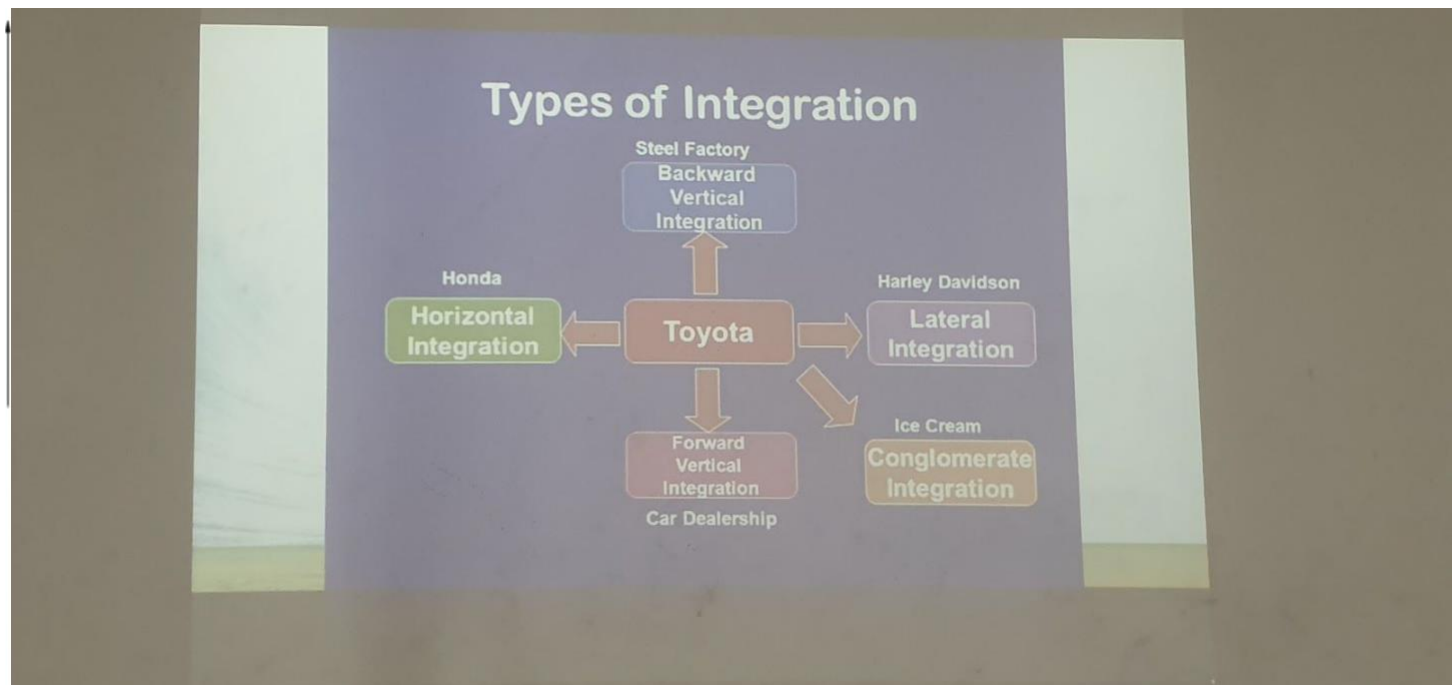 Types of Integration
Steel Factory
Backward
Vertical
Integration
Honda
Horizontal
Integration
Toyota
Harley Davidson
Lateral
Integration
Forward
Vertical
Integration
Car Dealership
Ice Cream
Conglomerate
Integration